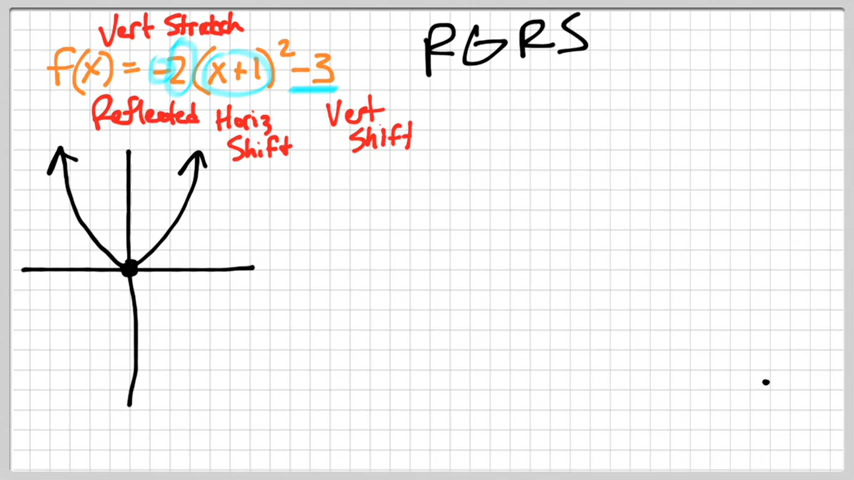 Vert Stretch
f(x) = -2(x+1)² -3
Reflected Horiz Shift
Vert Shift
RGRS